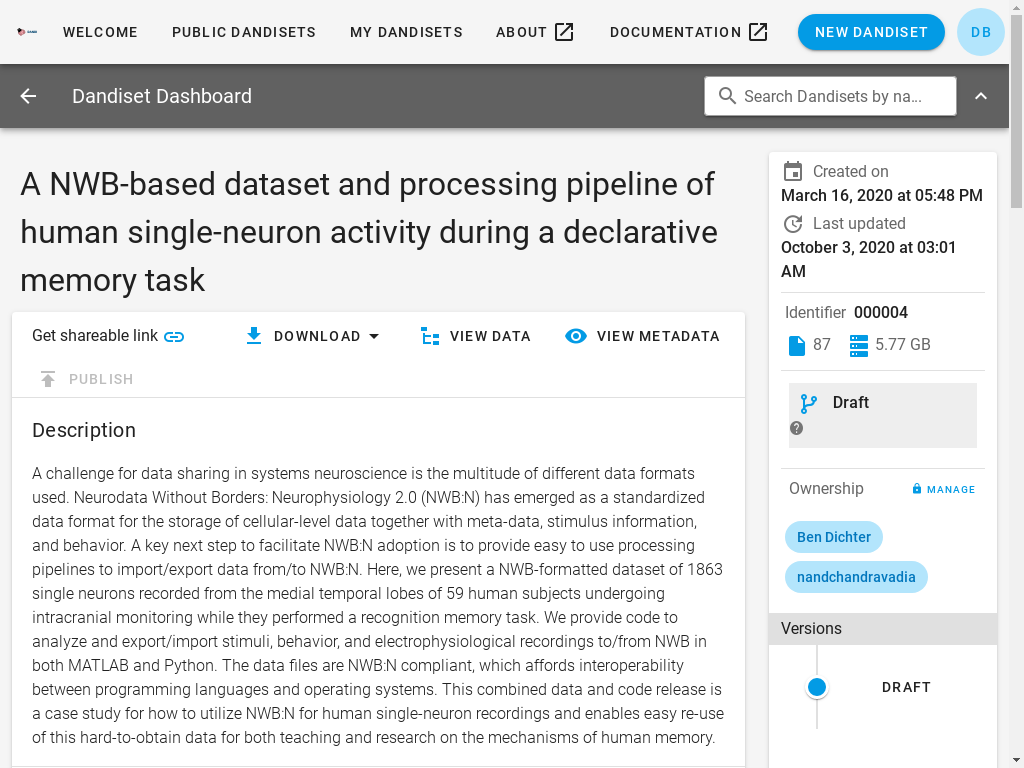 WELCOME PUBLIC DANDISETS MY DANDISETS ABOUT DOCUMENTATION NEW DANDISET DB
Dandiset Dashboard Search Dandisets by na...
A NWB-based dataset and processing pipeline of
human single-neuron activity during a declarative
memory task
Get shareable link DOWNLOAD VIEW DATA VIEW METADATA
PUBLISH
Description
A challenge for data sharing in systems neuroscience is the multitude of different data formats
used. Neurodata Without Borders: Neurophysiology 2.0 (NWB:N) has emerged as a standardized
data format for the storage of cellular-level data together with meta-data, stimulus information,
and behavior. A key next step to facilitate NWB:N adoption is to provide easy to use processing
pipelines to import/export data from/to NWB:N. Here, we present a NWB-formatted dataset of 1863
single neurons recorded from the medial temporal lobes of 59 human subjects undergoing
intracranial monitoring while they performed a recognition memory task. We provide code to
analyze and export/import stimuli, behavior, and electrophysiological recordings to/from NWB in
both MATLAB and Python. The data files are NWB:N compliant, which affords interoperability
between programming languages and operating systems. This combined data and code release is
a case study for how to utilize NWB:N for human single-neuron recordings and enables easy re-use
of this hard-to-obtain data for both teaching and research on the mechanisms of human memory.
Created on
March 16, 2020 at 05:48 PM
Last updated
October 3, 2020 at 03:01
AM
Identifier 000004
87 5.77 GB
Draft
Ownership MANAGE
Ben Dichter
nandchandravadia
Versions
DRAFT